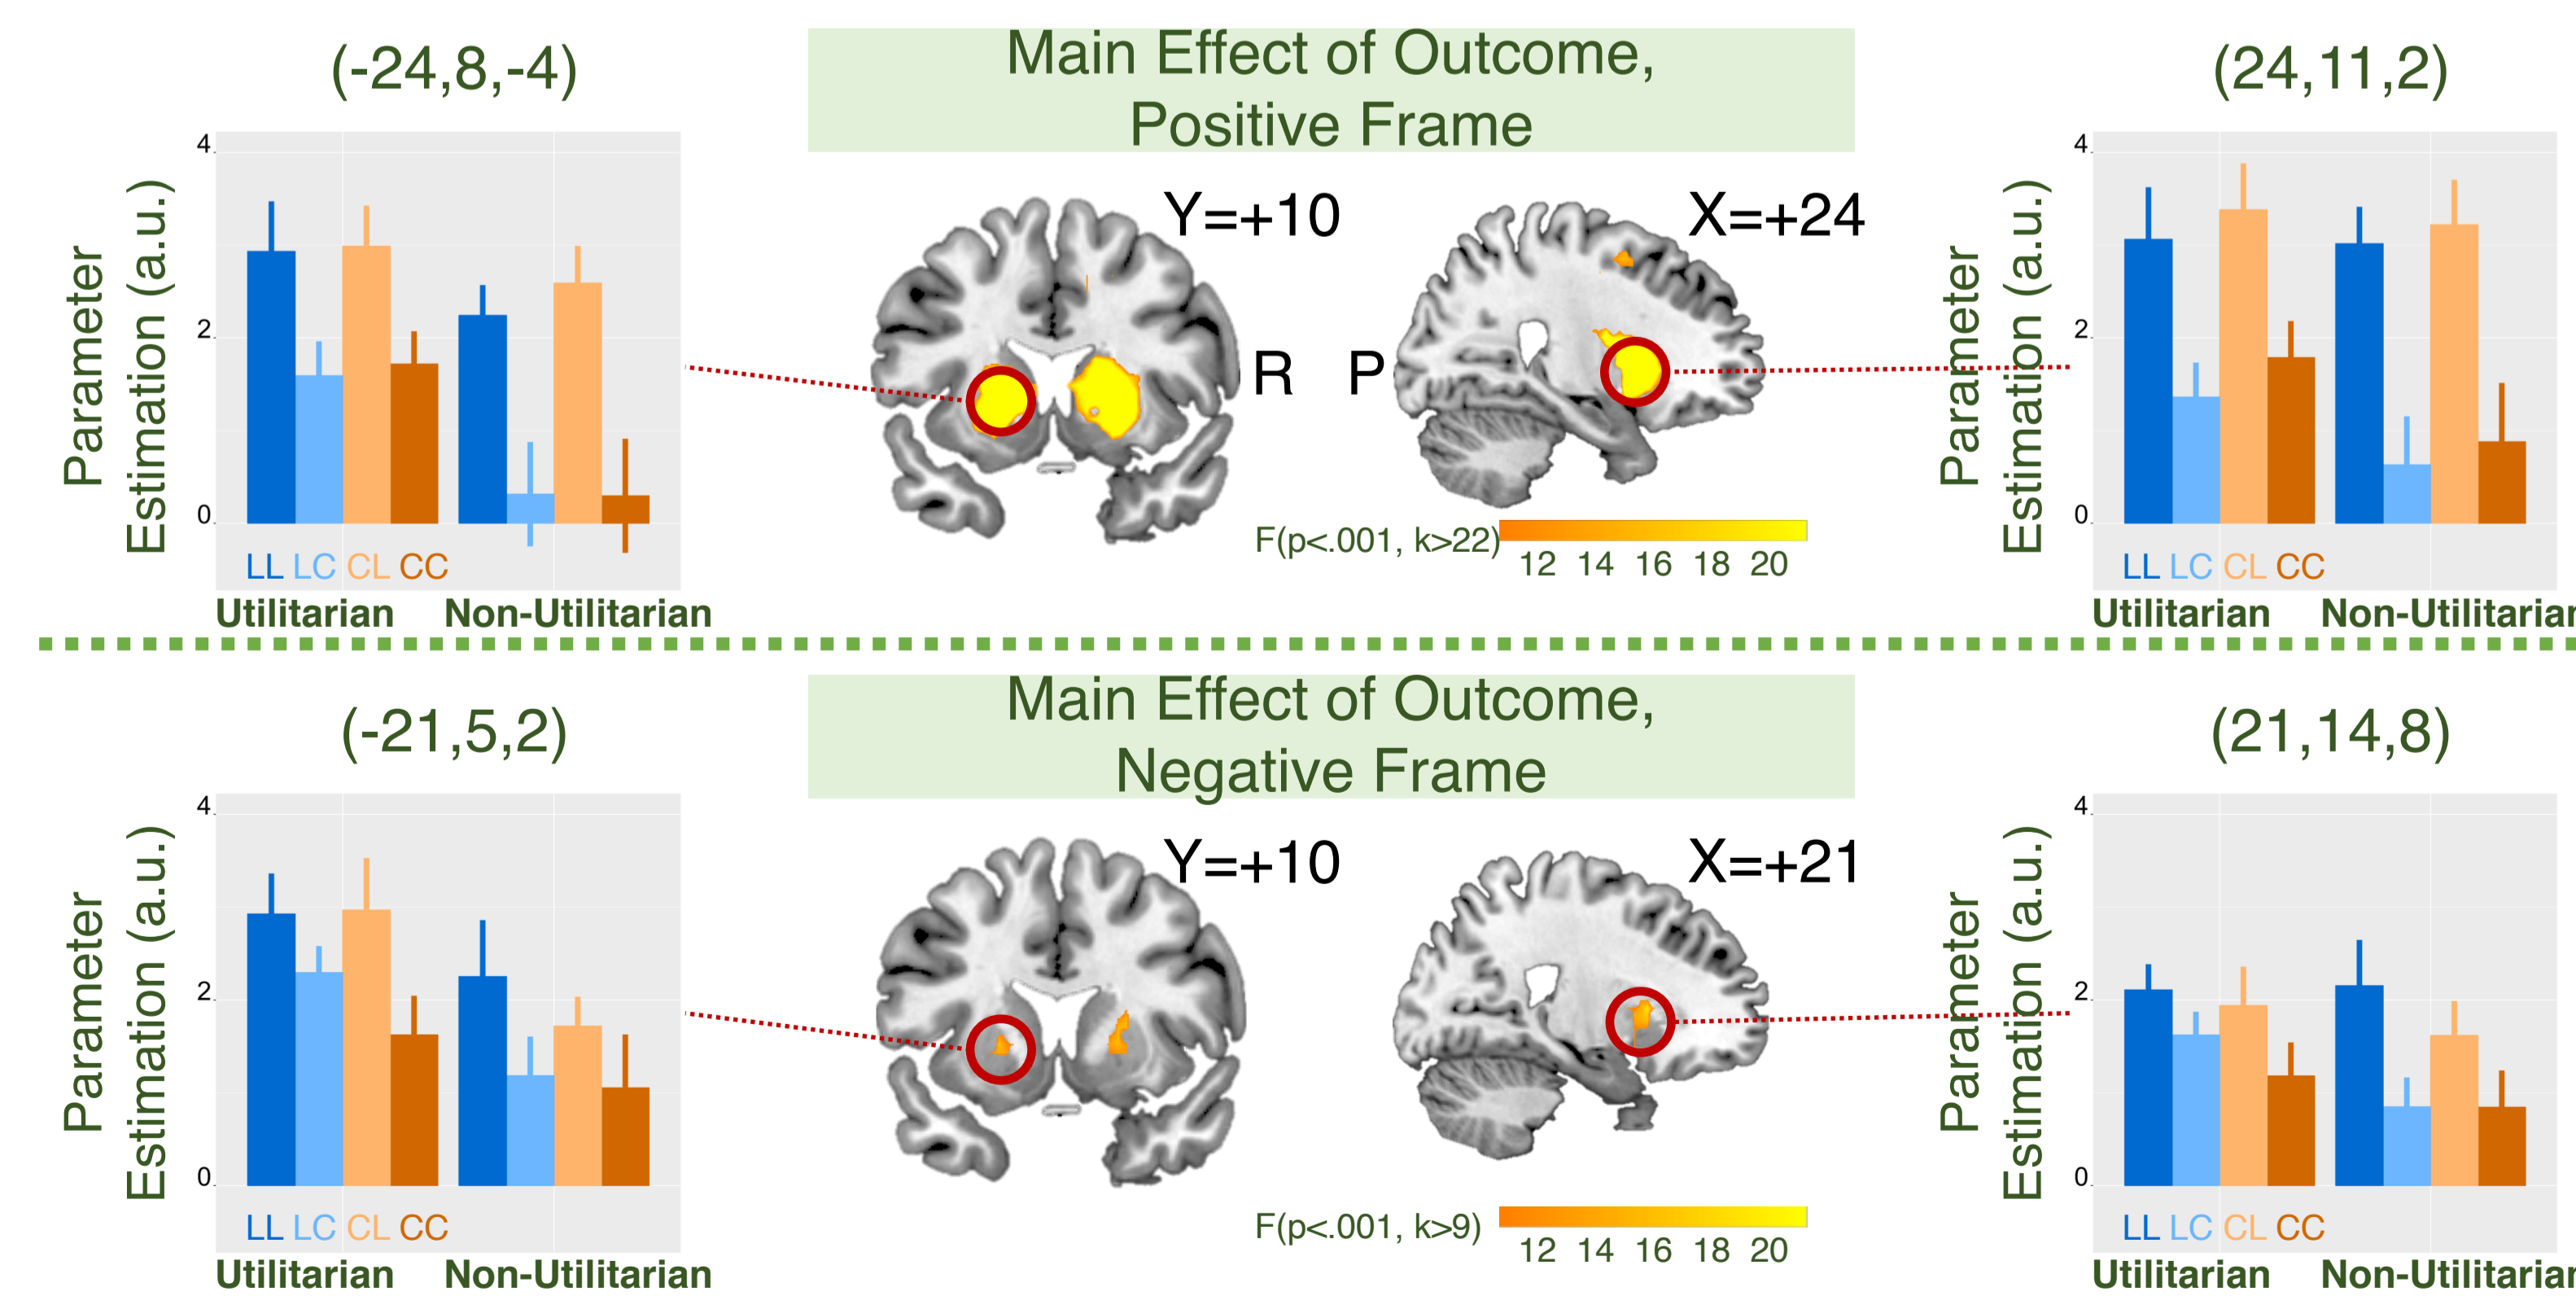 (-24,8,-4)
Main Effect of Outcome,
Positive Frame
(24,11,2)
Parameter
Estimation (a.u.)
4
2
0
LL LC CL CC
Utilitarian Non-Utilitarian
Y=+10
R
P
X=+24
F(p<.001, k>22)
12 14 16 18 20
Parameter
Estimation (a.u.)
4
2
0
LL LC CL CC
Utilitarian Non-Utilitarian
(-21,5,2)
Main Effect of Outcome,
Negative Frame
(21,14,8)
Parameter
Estimation (a.u.)
4
2
0
LL LC CL CC
Utilitarian Non-Utilitarian
Y=+10
X=+21
F(p<.001, k>9)
12 14 16 18 20
Parameter
Estimation (a.u.)
4
2
0
LL LC CL CC
Utilitarian Non-Utilitarian